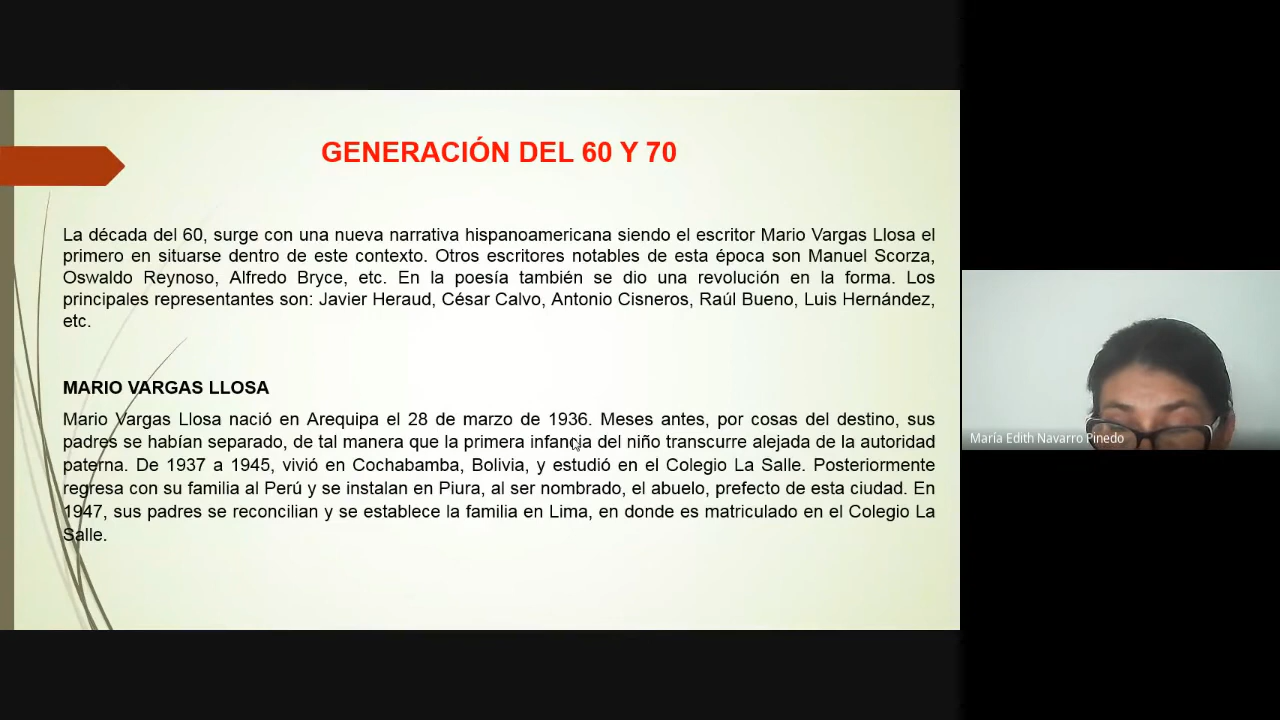 GENERACIÓN DEL 60 Y 70
La década del 60, surge con una nueva narrativa hispanoamericana siendo el escritor Mario Vargas Llosa el
primero en situarse dentro de este contexto. Otros escritores notables de esta época son Manuel Scorza,
Oswaldo Reynoso, Alfredo Bryce, etc. En la poesía también se dio una revolución en la forma. Los
principales representantes son: Javier Heraud, César Calvo, Antonio Cisneros, Raúl Bueno, Luis Hernández,
etc.
MARIO VARGAS LLOSA
Mario Vargas Llosa nació en Arequipa el 28 de marzo de 1936. Meses antes, por cosas del destino, sus
padres se habían separado, de tal manera que la primera infancia del niño transcurre alejada de la autoridad
paterna. De 1937 a 1945, vivió en Cochabamba, Bolivia, y estudió en el Colegio La Salle. Posteriormente
regresa con su familia al Perú y se instalan en Piura, al ser nombrado, el abuelo, prefecto de esta ciudad. En
1947, sus padres se reconcilian y se establece la familia en Lima, en donde es matriculado en el Colegio La
Salle.
María Edith Navarro Pinedo